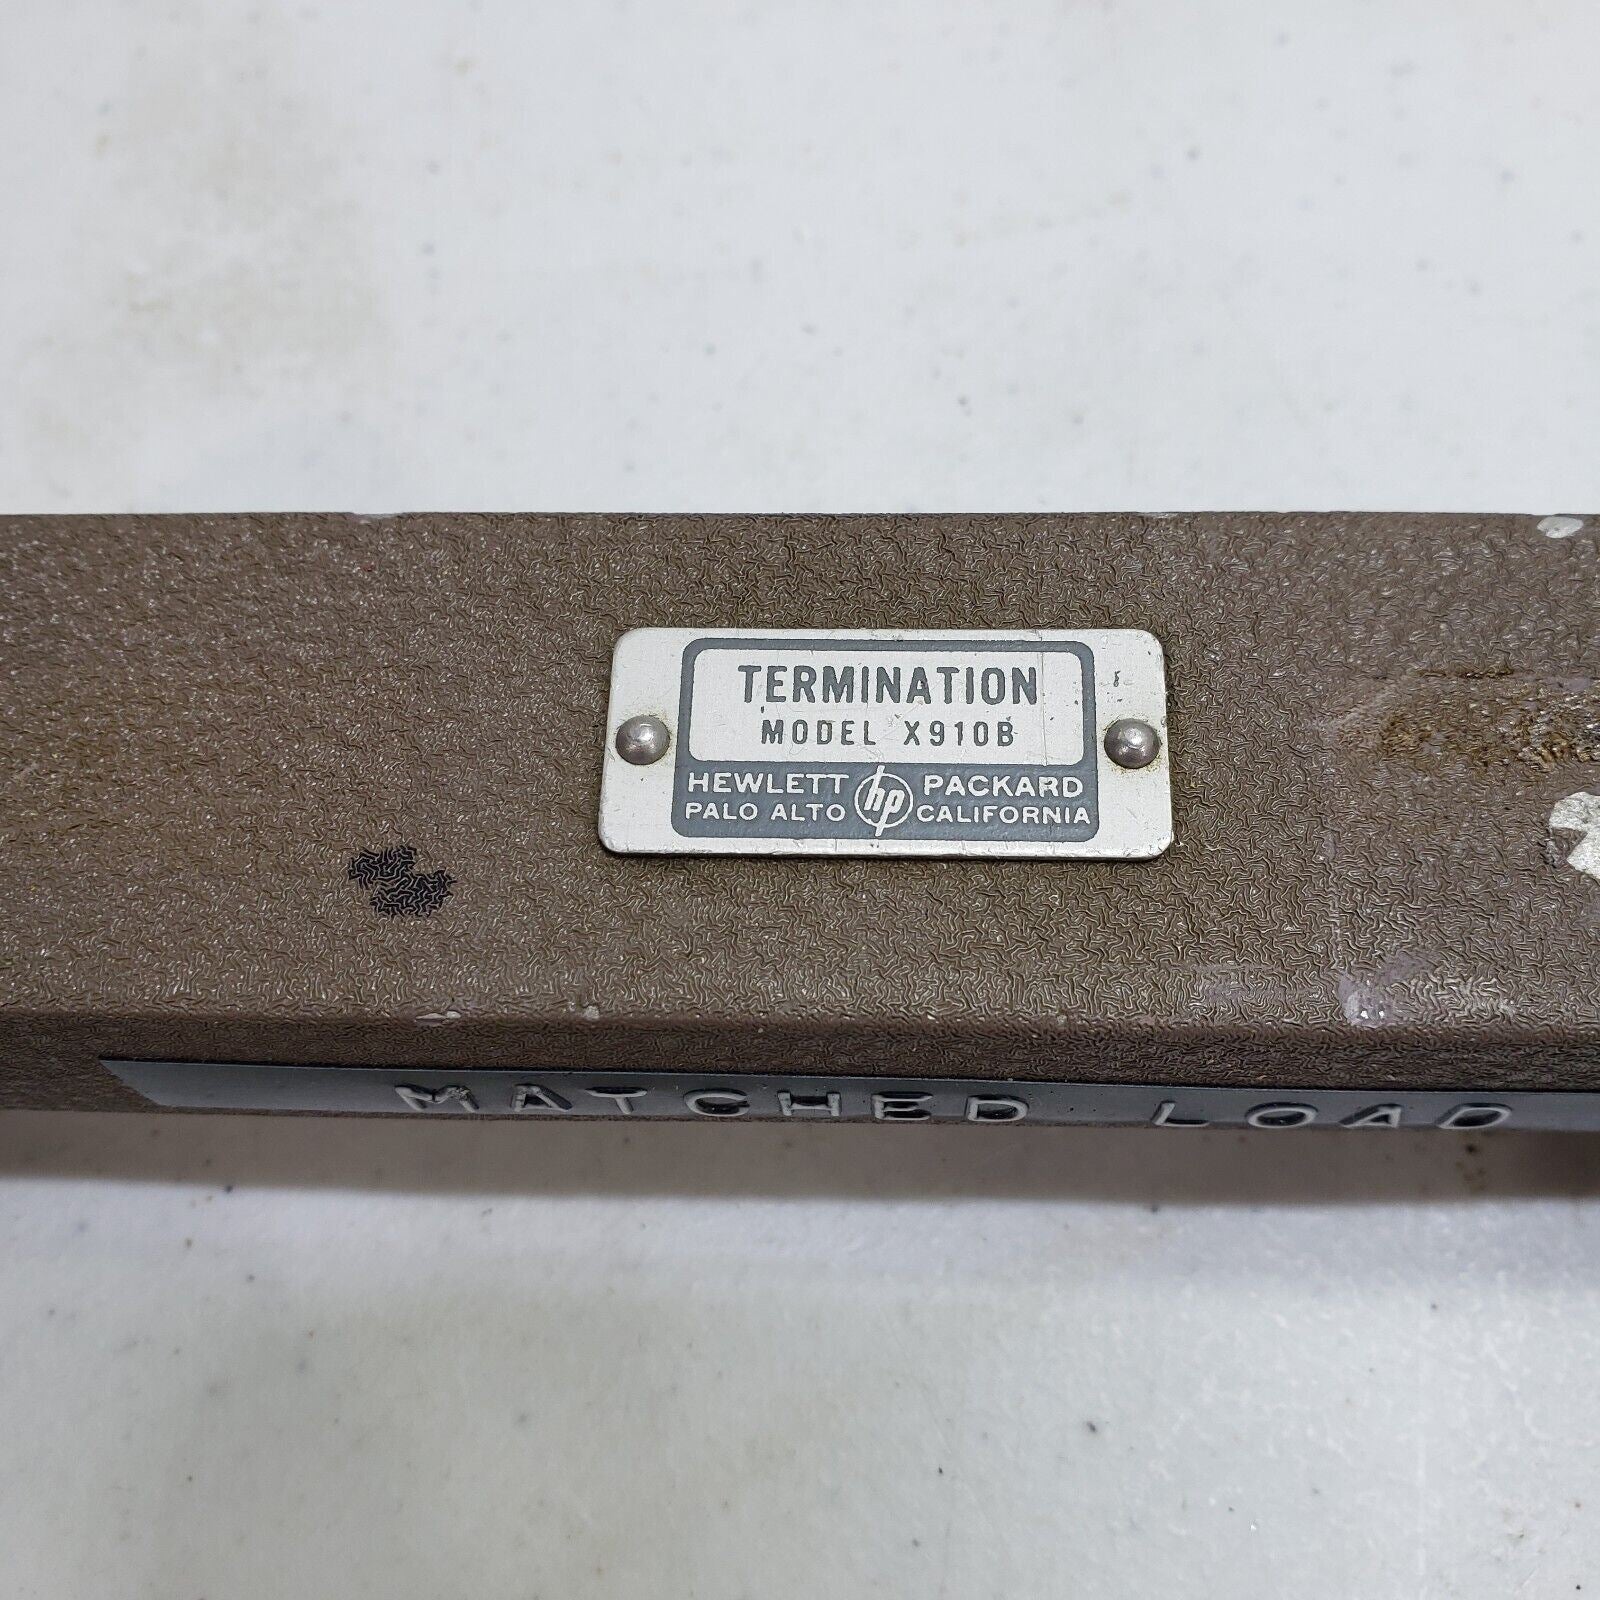 TERMINATION
MODEL X910B
HEWLETT hp PACKARD
PALO ALTO CALIFORNIA
MATCHED LOAD